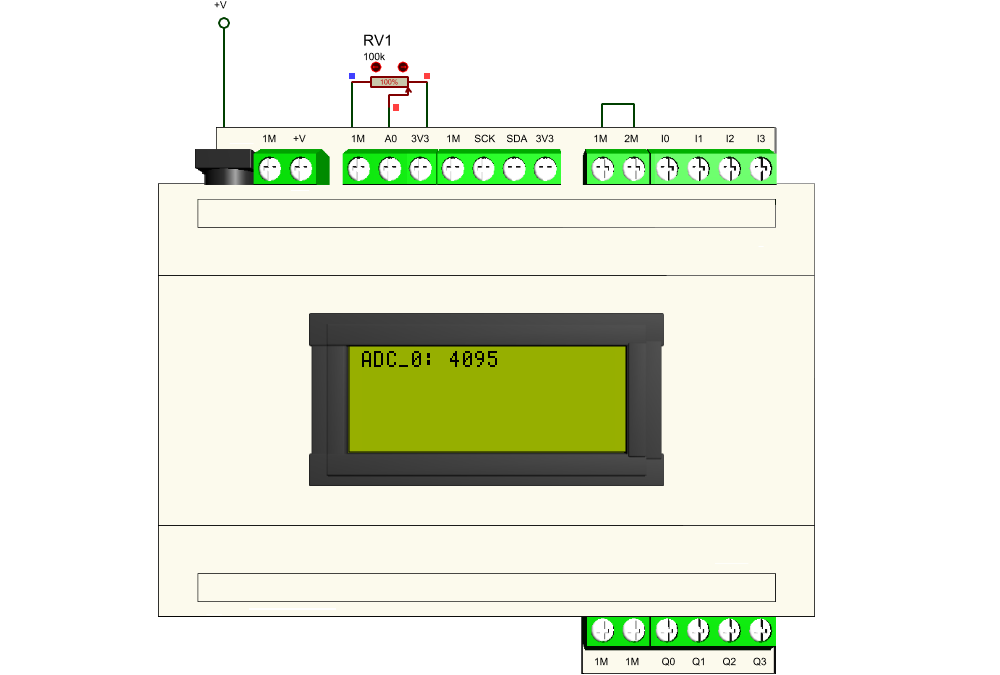 +V
RV1
100k
100%
1M +V 1M A0 3V3 1M SCK SDA 3V3 1M 2M I0 I1 I2 I3
ADC_0: 4095
1M 1M Q0 Q1 Q2 Q3